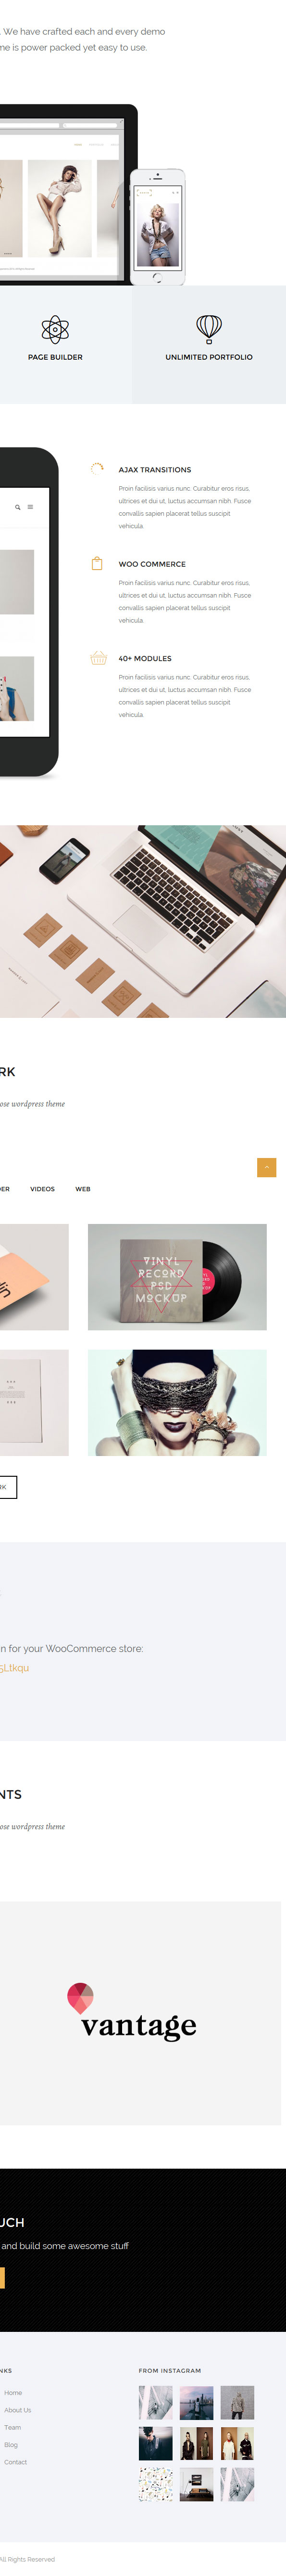 . We have crafted each and every demo
me is power packed yet easy to use.
PAGE BUILDER
UNLIMITED PORTFOLIO
AJAX TRANSITIONS
Proin facilisis varius nunc. Curabitur eros risus,
ultrices et dui ut, luctus accumsan nibh. Fusce
convallis sapien placerat tellus suscipit
vehicula.
WOO COMMERCE
Proin facilisis varius nunc. Curabitur eros risus,
ultrices et dui ut, luctus accumsan nibh. Fusce
convallis sapien placerat tellus suscipit
vehicula.
40+ MODULES
Proin facilisis varius nunc. Curabitur eros risus,
ultrices et dui ut, luctus accumsan nibh. Fusce
convallis sapien placerat tellus suscipit
vehicula.
RK
ose wordpress theme
DER VIDEOS WEB
VINYL
RECORD
PSD
MOCKUP
RK
n for your WooCommerce store:
5Ltkqu
NTS
ose wordpress theme
vantage
UCH
and build some awesome stuff
NKS
FROM INSTAGRAM
Home
About Us
Team
Blog
Contact
All Rights Reserved